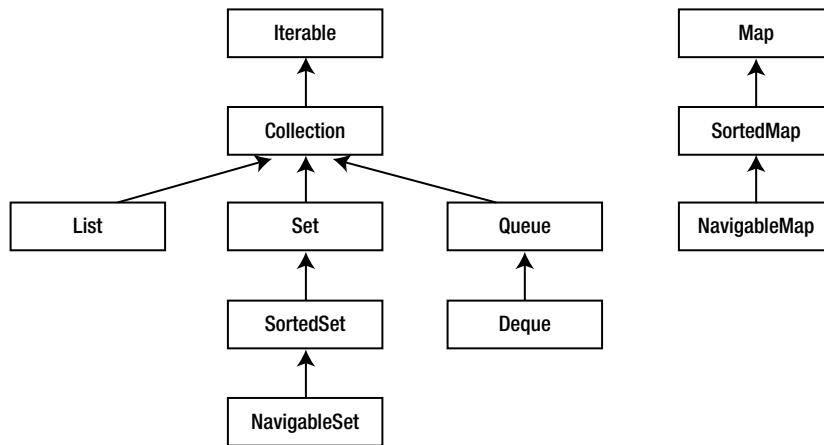 Iterable
Map
Collection
SortedMap
List
Set
Queue
NavigableMap
SortedSet
Deque
NavigableSet